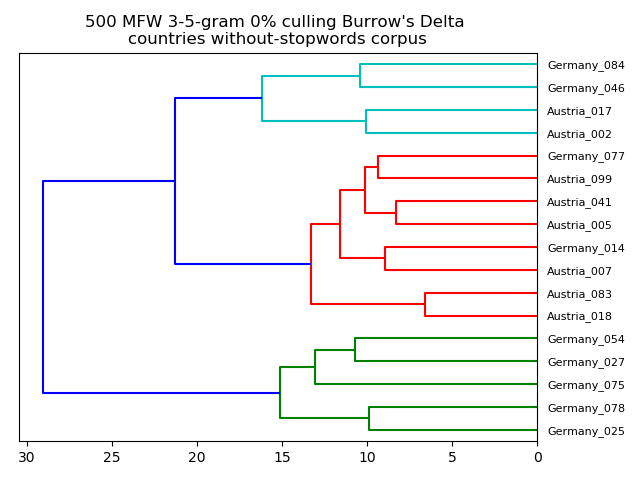 500 MFW 3-5-gram 0% culling Burrow's Delta
countries without-stopwords corpus
Germany_084
Germany_046
Austria_017
Austria_002
Germany_077
Austria_099
Austria_041
Austria_005
Germany_014
Austria_007
Austria_083
Austria_018
Germany_054
Germany_027
Germany_075
Germany_078
Germany_025
30 25 20 15 10 5 0